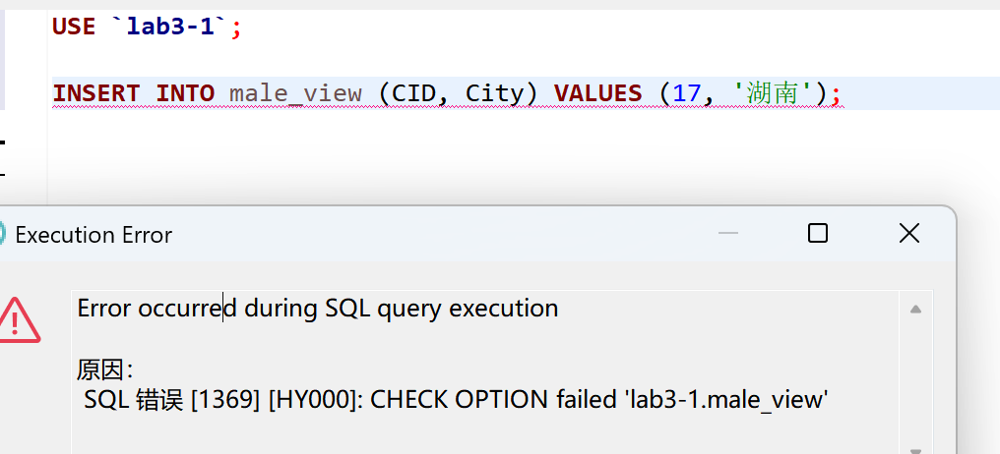 USE `lab3-1`;
INSERT INTO male_view (CID, City) VALUES (17, '湖南');
Execution Error
Error occurred during SQL query execution
原因：
SQL 错误 [1369] [HY000]: CHECK OPTION failed 'lab3-1.male_view'